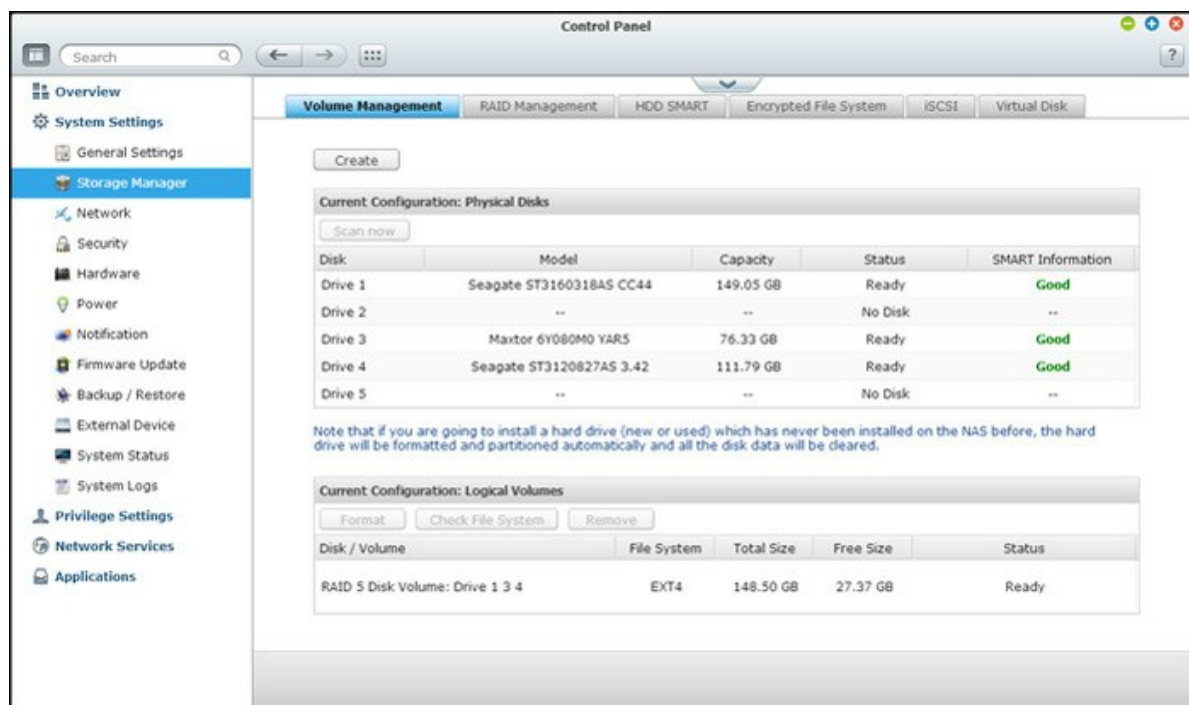 Control Panel
Search
?
Overview
System Settings
General Settings
Storage Manager
Network
Security
Hardware
Power
Notification
Firmware Update
Backup / Restore
External Device
System Status
System Logs
Privilege Settings
Network Services
Applications
Volume Management RAID Management HDD SMART Encrypted File System iSCSI Virtual Disk
Create
Current Configuration: Physical Disks
Scan now
Disk Model Capacity Status SMART Information
Drive 1 Seagate ST3160318AS CC44 149.05 GB Ready Good
Drive 2 -- -- No Disk --
Drive 3 Maxtor 6Y080M0 YAR5 76.33 GB Ready Good
Drive 4 Seagate ST3120827AS 3.42 111.79 GB Ready Good
Drive 5 -- -- No Disk --
Note that if you are going to install a hard drive (new or used) which has never been installed on the NAS before, the hard
drive will be formatted and partitioned automatically and all the disk data will be cleared.
Current Configuration: Logical Volumes
Format Check File System Remove
Disk / Volume File System Total Size Free Size Status
RAID 5 Disk Volume: Drive 1 3 4 EXT4 148.50 GB 27.37 GB Ready